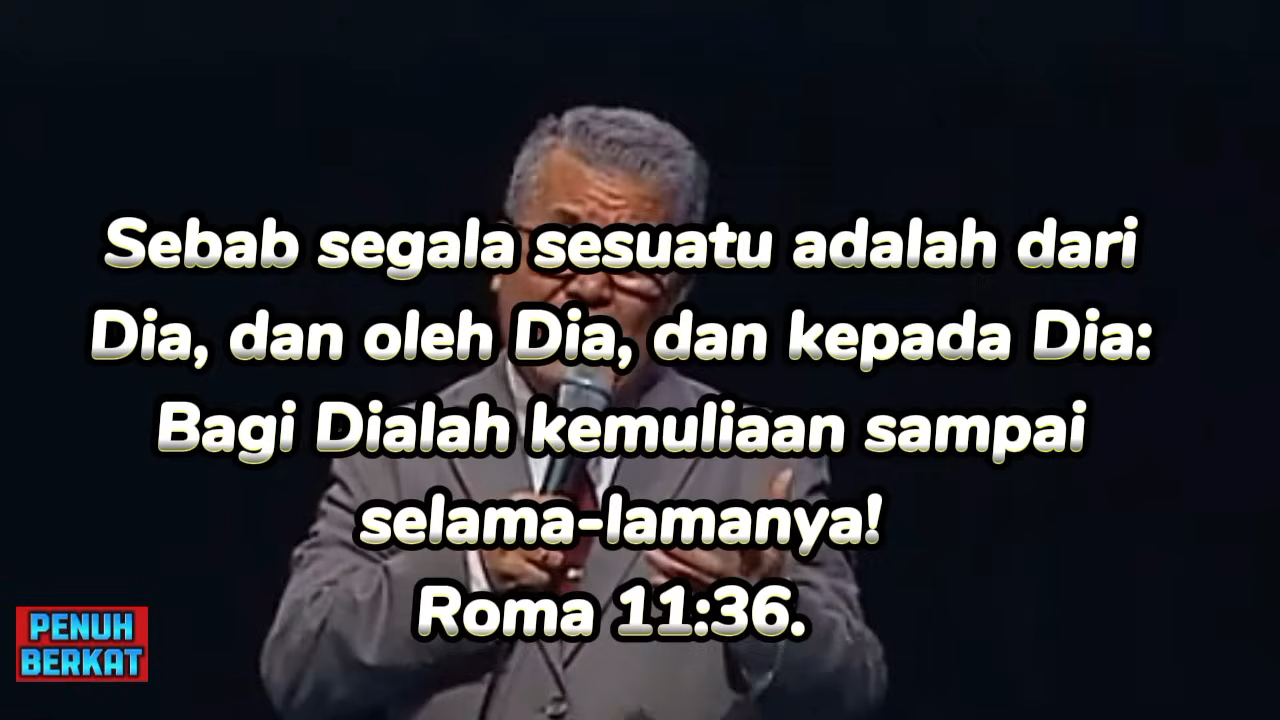 Sebab segala sesuatu adalah dari
Dia, dan oleh Dia, dan kepada Dia:
Bagi Dialah kemuliaan sampai
selama-lamanya!
Roma 11:36.
PENUH
BERKAT